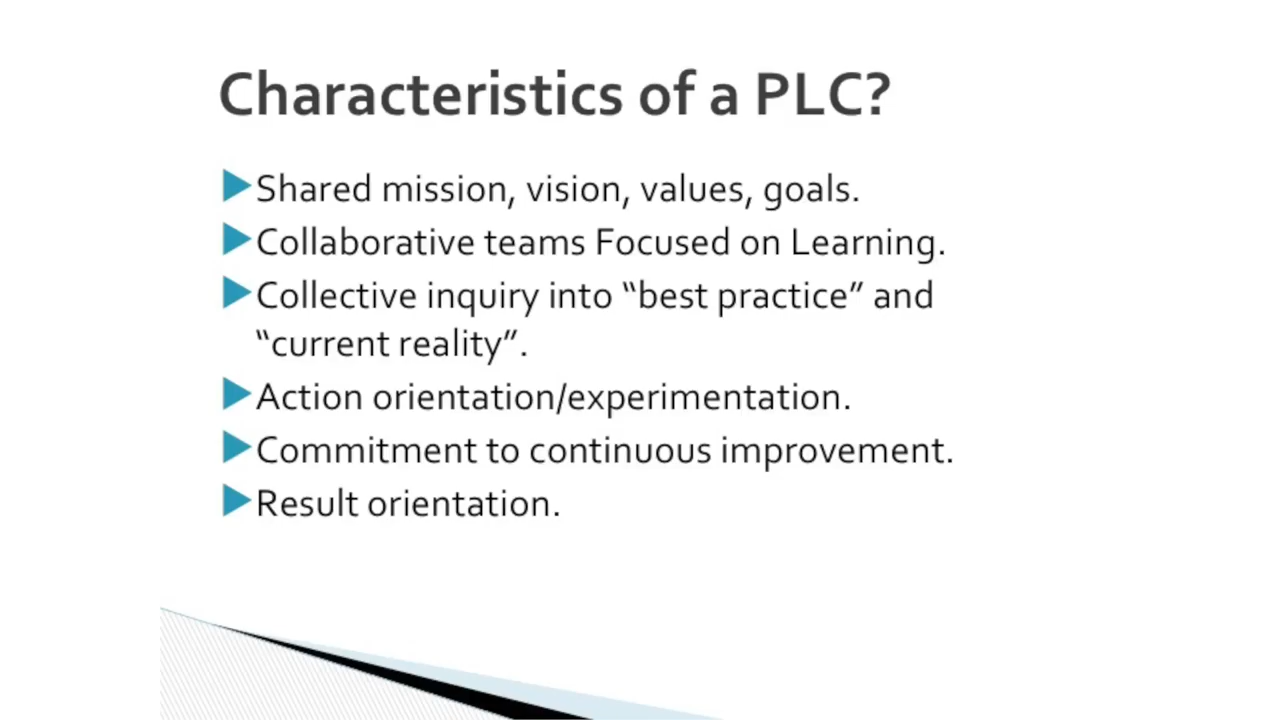 Characteristics of a PLC?
Shared mission, vision, values, goals.
Collaborative teams Focused on Learning.
Collective inquiry into “best practice” and
“current reality”.
Action orientation/experimentation.
Commitment to continuous improvement.
Result orientation.